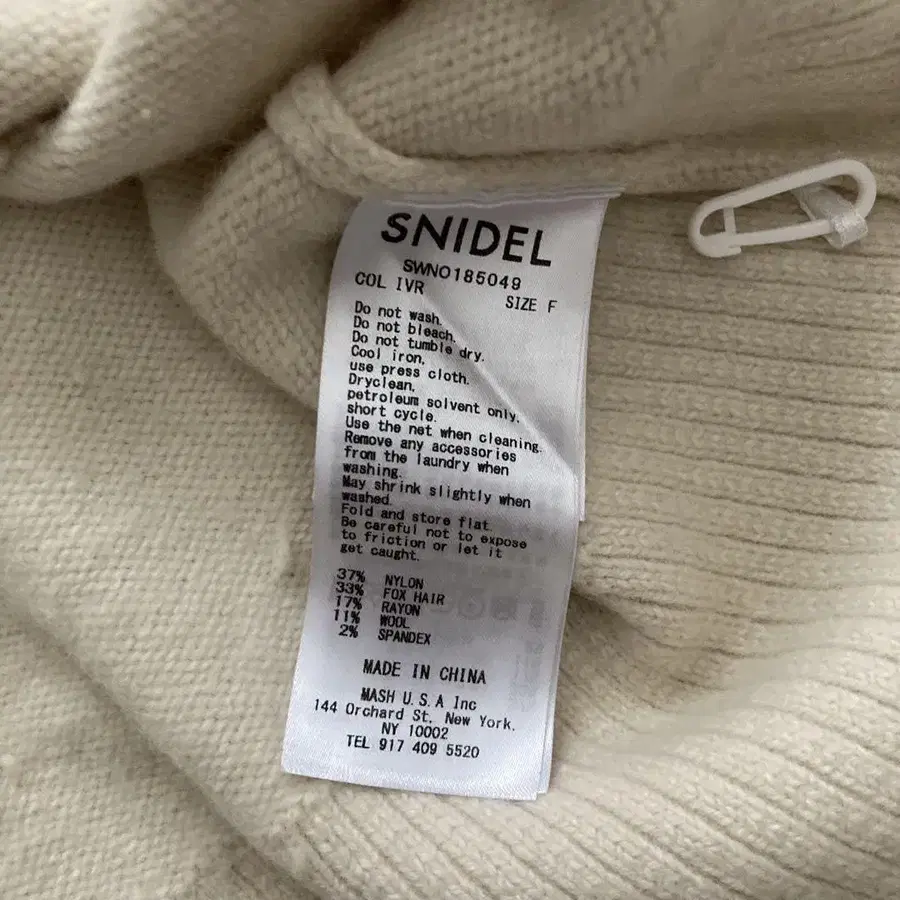 SNIDEL
SWNO185049
COL IVR
SIZE F
Do not wash.
Do not bleach.
Do not tumble dry.
Cool iron,
use press cloth.
Dryclean,
petroleum solvent only,
short cycle.
Use the net when cleaning.
Remove any accessories
from the laundry when
washing.
May shrink slightly when
washed.
Fold and store flat.
Be careful not to expose
to friction or let it
get caught.
37% NYLON
33% FOX HAIR
17% RAYON
11% WOOL
2% SPANDEX
MADE IN CHINA
MASH U.S.A Inc
144 Orchard St. New York.
NY 10002
TEL 917 409 5520